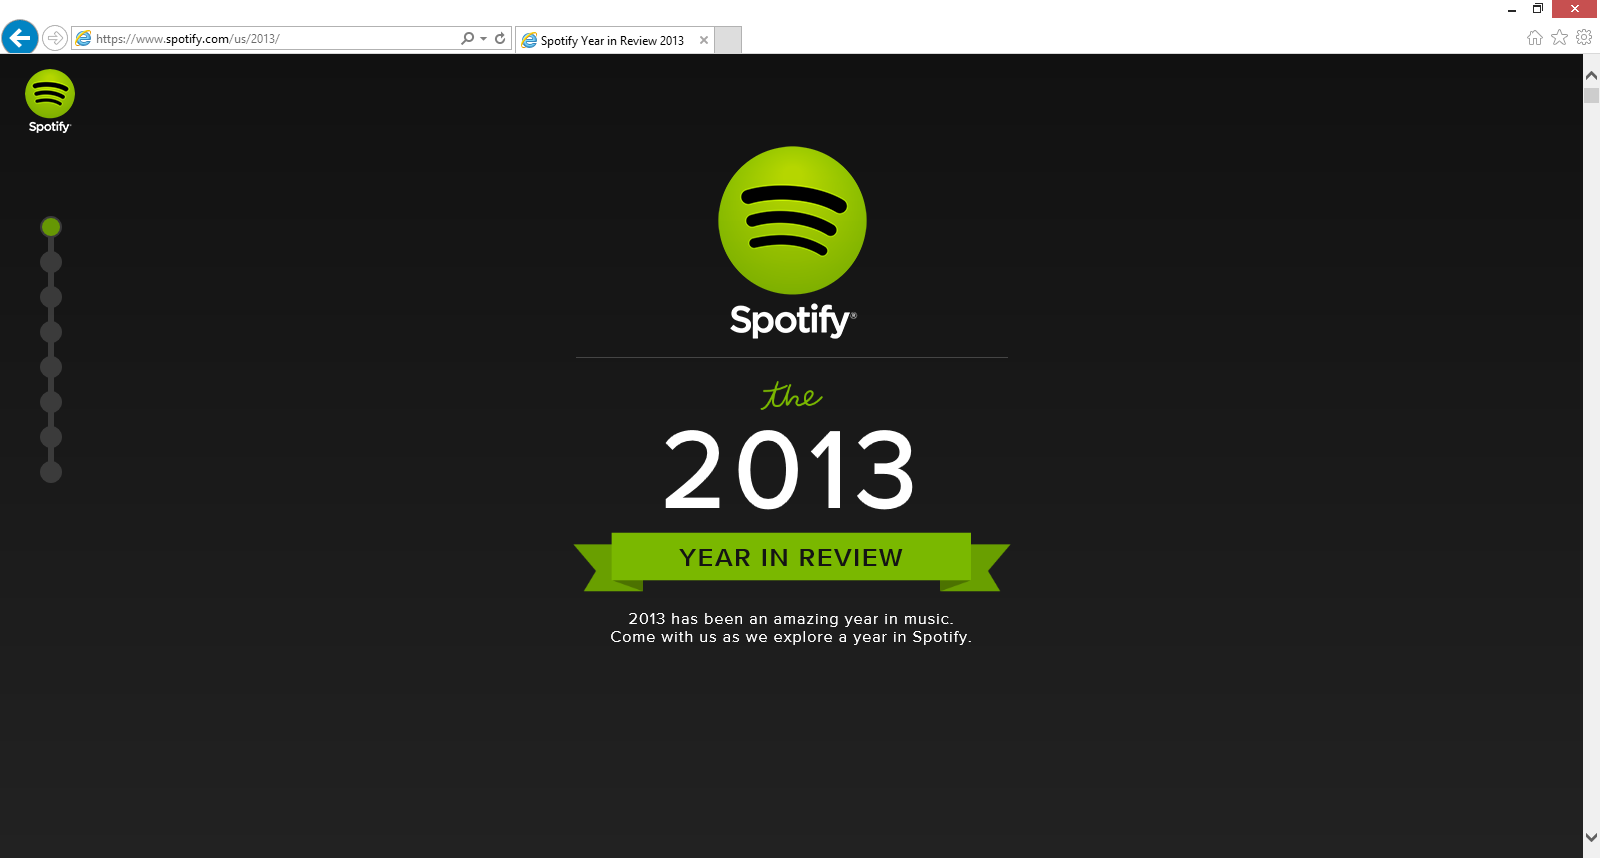 https://www.spotify.com/us/2013/
Spotify Year in Review 2013
Spotify
Spotify®
the
2013
YEAR IN REVIEW
2013 has been an amazing year in music.
Come with us as we explore a year in Spotify.